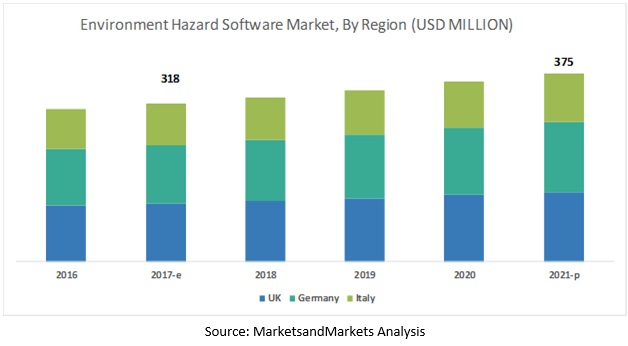 Environment Hazard Software Market, By Region (USD MILLION)
318
375
2016 2017-e 2018 2019 2020 2021-p
UK Germany Italy
Source: MarketsandMarkets Analysis